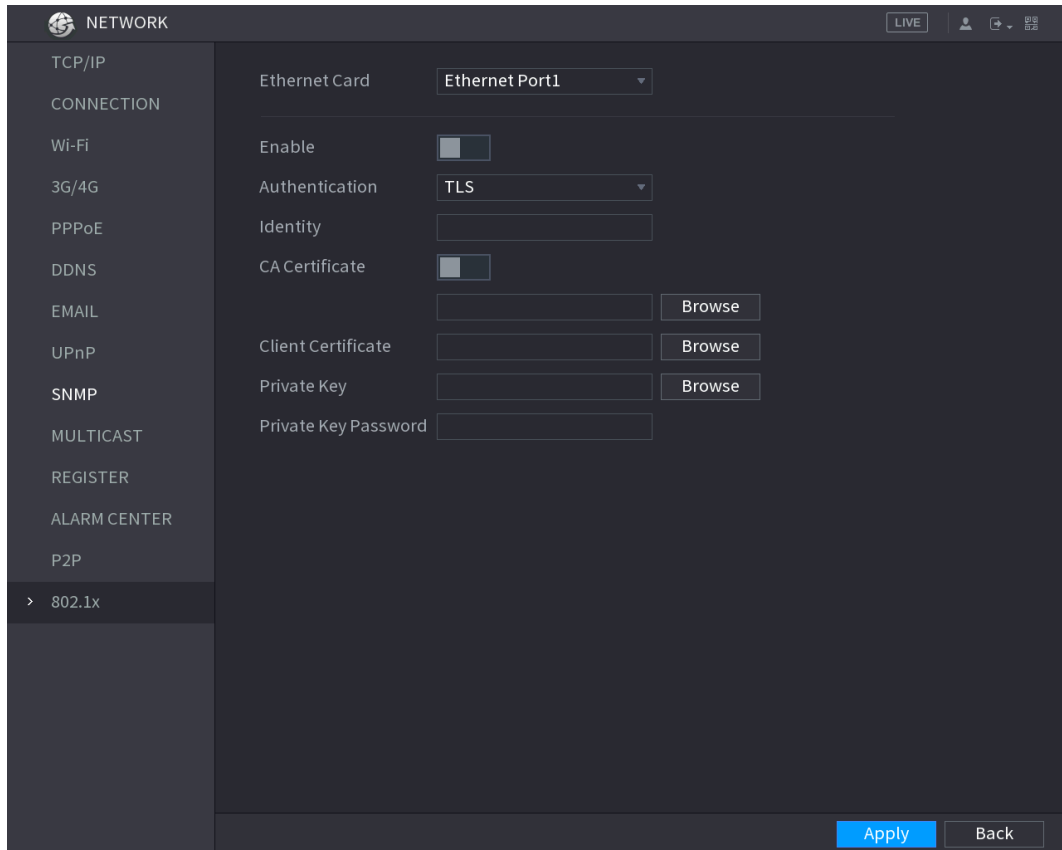 NETWORK
LIVE
TCP/IP
CONNECTION
Wi-Fi
3G/4G
PPPoE
DDNS
EMAIL
UPnP
SNMP
MULTICAST
REGISTER
ALARM CENTER
P2P
802.1x
Ethernet Card Ethernet Port1
Enable
Authentication TLS
Identity
CA Certificate
Browse
Client Certificate Browse
Private Key Browse
Private Key Password
Apply Back